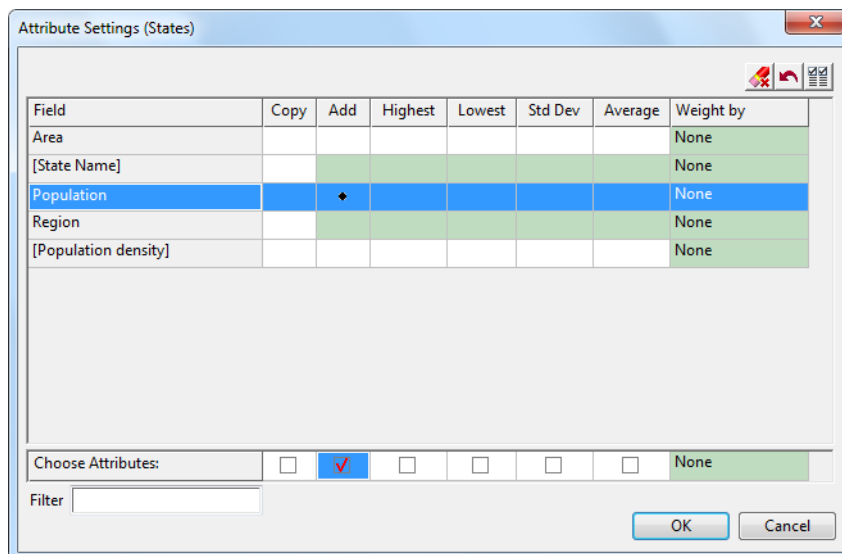 Attribute Settings (States)
Field Copy Add Highest Lowest Std Dev Average Weight by
Area None
[State Name] None
Population None
Region None
[Population density] None
Choose Attributes: None
Filter
OK Cancel